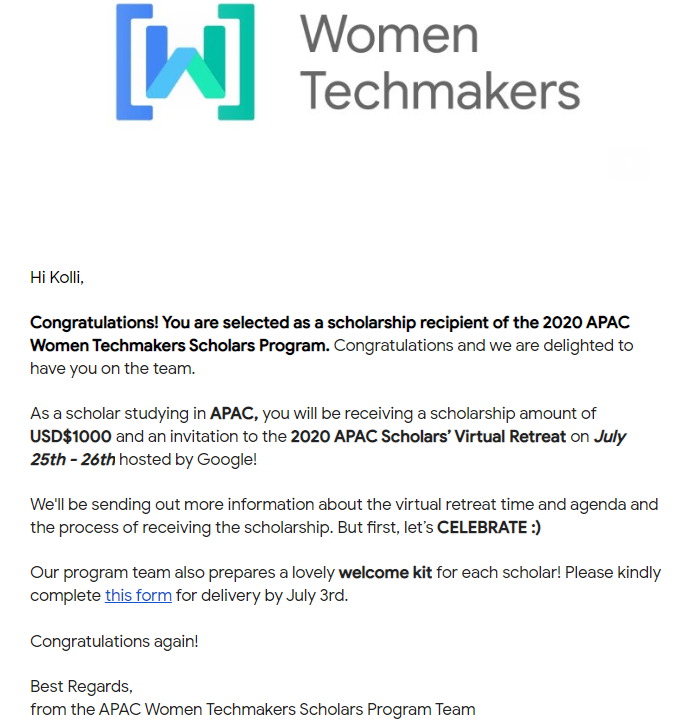 Women
Techmakers
Hi Kolli,
Congratulations! You are selected as a scholarship recipient of the 2020 APAC
Women Techmakers Scholars Program. Congratulations and we are delighted to
have you on the team.
As a scholar studying in APAC, you will be receiving a scholarship amount of
USD$1000 and an invitation to the 2020 APAC Scholars’ Virtual Retreat on July
25th - 26th hosted by Google!
We'll be sending out more information about the virtual retreat time and agenda and
the process of receiving the scholarship. But first, let’s CELEBRATE :)
Our program team also prepares a lovely welcome kit for each scholar! Please kindly
complete this form for delivery by July 3rd.
Congratulations again!
Best Regards,
from the APAC Women Techmakers Scholars Program Team